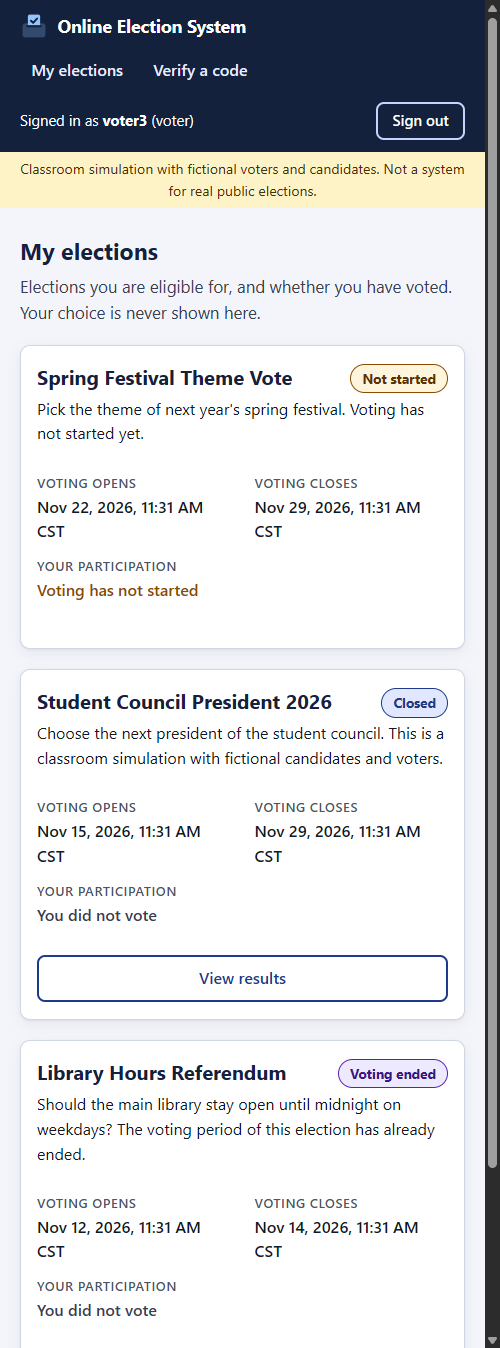 Online Election System
My elections Verify a code
Signed in as voter3 (voter) Sign out
Classroom simulation with fictional voters and candidates. Not a system
for real public elections.
My elections
Elections you are eligible for, and whether you have voted.
Your choice is never shown here.
Spring Festival Theme Vote Not started
Pick the theme of next year's spring festival. Voting has
not started yet.
VOTING OPENS VOTING CLOSES
Nov 22, 2026, 11:31 AM Nov 29, 2026, 11:31 AM
CST CST
YOUR PARTICIPATION
Voting has not started
Student Council President 2026 Closed
Choose the next president of the student council. This is a
classroom simulation with fictional candidates and voters.
VOTING OPENS VOTING CLOSES
Nov 15, 2026, 11:31 AM Nov 29, 2026, 11:31 AM
CST CST
YOUR PARTICIPATION
You did not vote
View results
Library Hours Referendum Voting ended
Should the main library stay open until midnight on
weekdays? The voting period of this election has already
ended.
VOTING OPENS VOTING CLOSES
Nov 12, 2026, 11:31 AM Nov 14, 2026, 11:31 AM
CST CST
YOUR PARTICIPATION
You did not vote